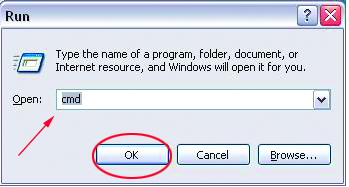 Run
Type the name of a program, folder, document, or
Internet resource, and Windows will open it for you.
Open: cmd
OK Cancel Browse...